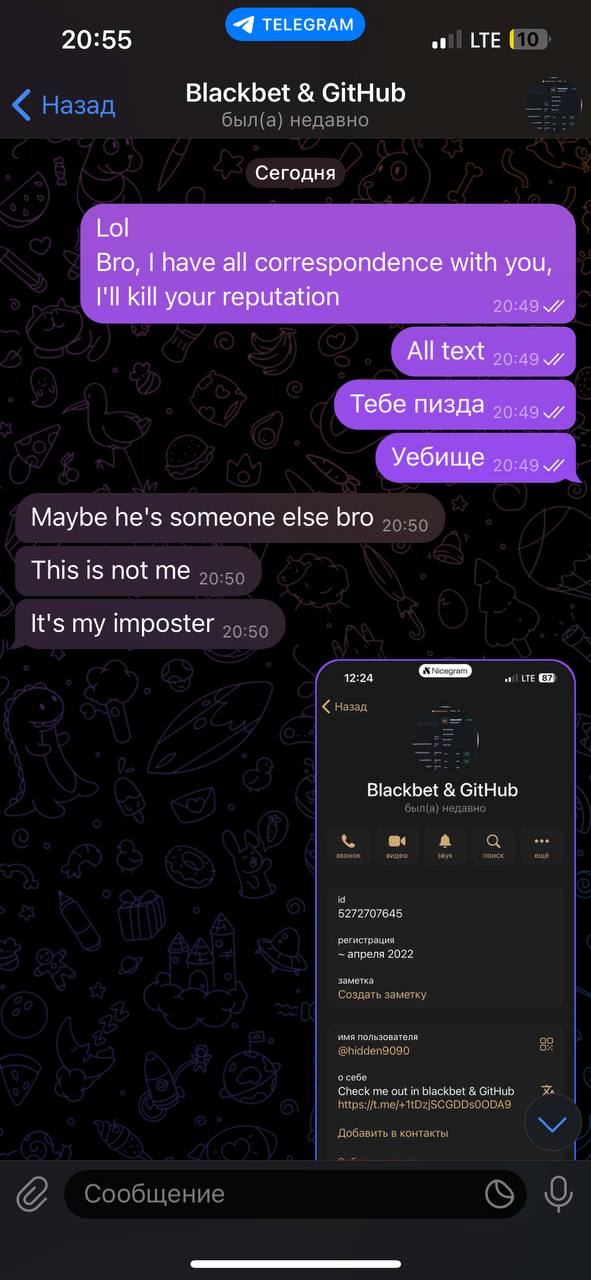 20:55
TELEGRAM
LTE 10
Назад
Blackbet & GitHub
был(а) недавно
Сегодня
Lol
Bro, I have all correspondence with you,
I'll kill your reputation
20:49
All text 20:49
Тебе пизда 20:49
Уебище 20:49
Maybe he's someone else bro 20:50
This is not me 20:50
It's my imposter 20:50
12:24
Nicegram
LTE 87
Назад
Blackbet & GitHub
был(а) недавно
звонок видео звук поиск ещё
id
5272707645
регистрация
~ апреля 2022
заметка
Создать заметку
имя пользователя
@hidden9090
о себе
Check me out in blackbet & GitHub
https://t.me/+1tDzjSCGDDs0ODA9
Добавить в контакты
Сообщение